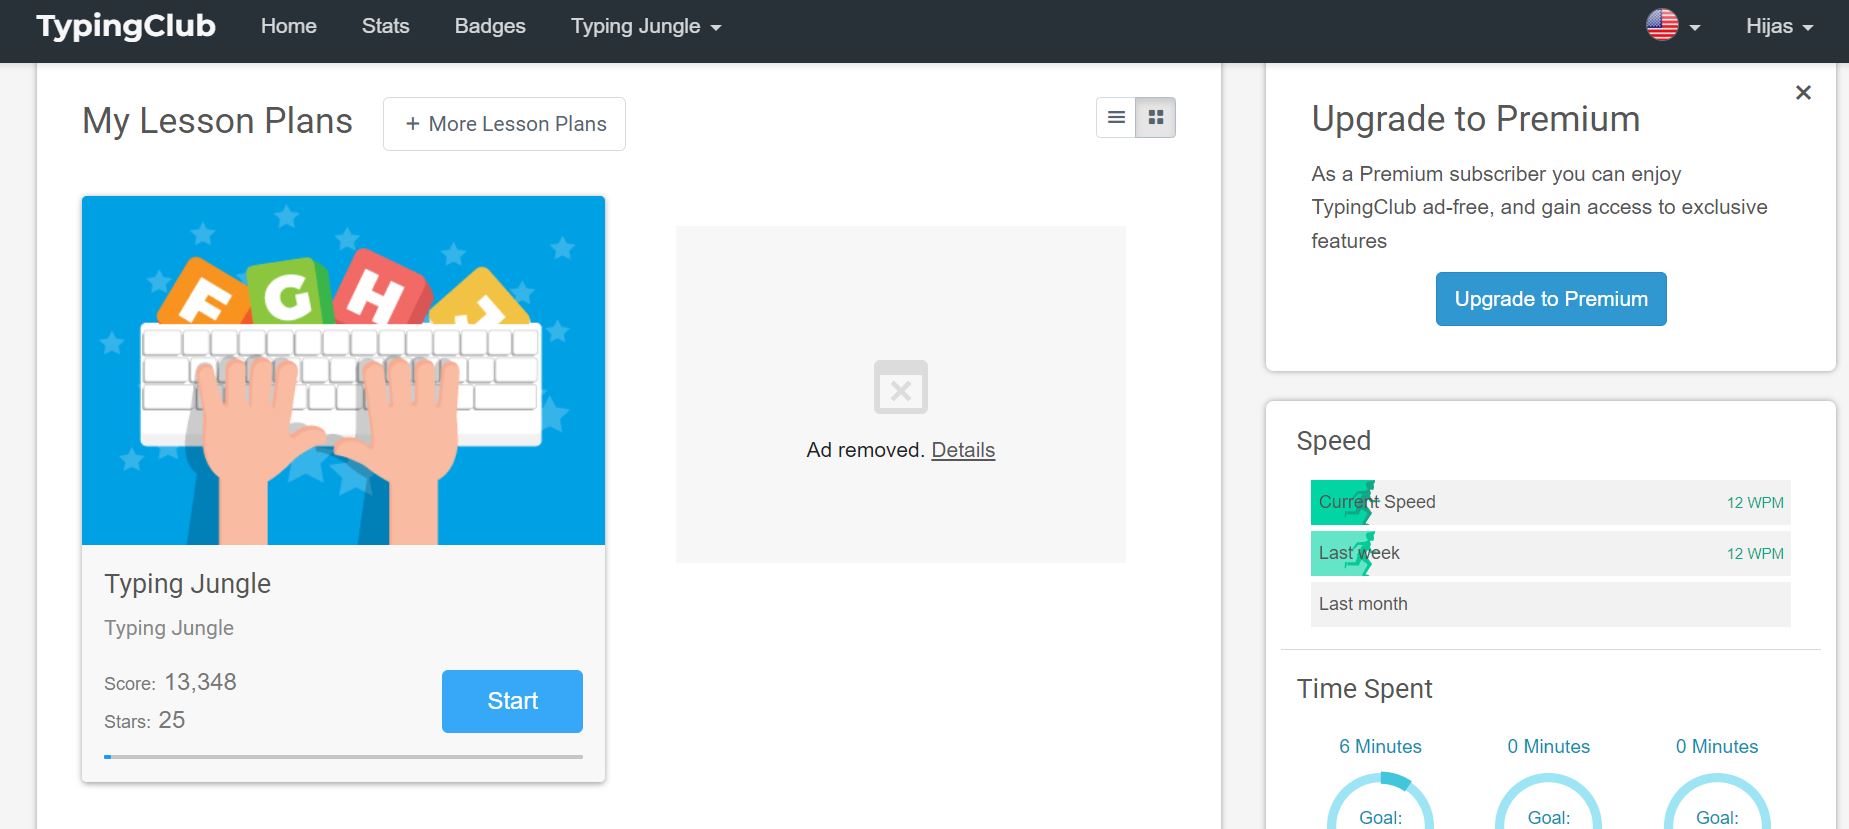 TypingClub Home Stats Badges Typing Jungle Hijas
My Lesson Plans
+ More Lesson Plans
F G H J
Typing Jungle
Typing Jungle
Score: 13,348
Stars: 25
Start
Ad removed. Details
Upgrade to Premium
As a Premium subscriber you can enjoy
TypingClub ad-free, and gain access to exclusive
features
Upgrade to Premium
Speed
Current Speed 12 WPM
Last week 12 WPM
Last month
Time Spent
6 Minutes 0 Minutes 0 Minutes
Goal: Goal: Goal: